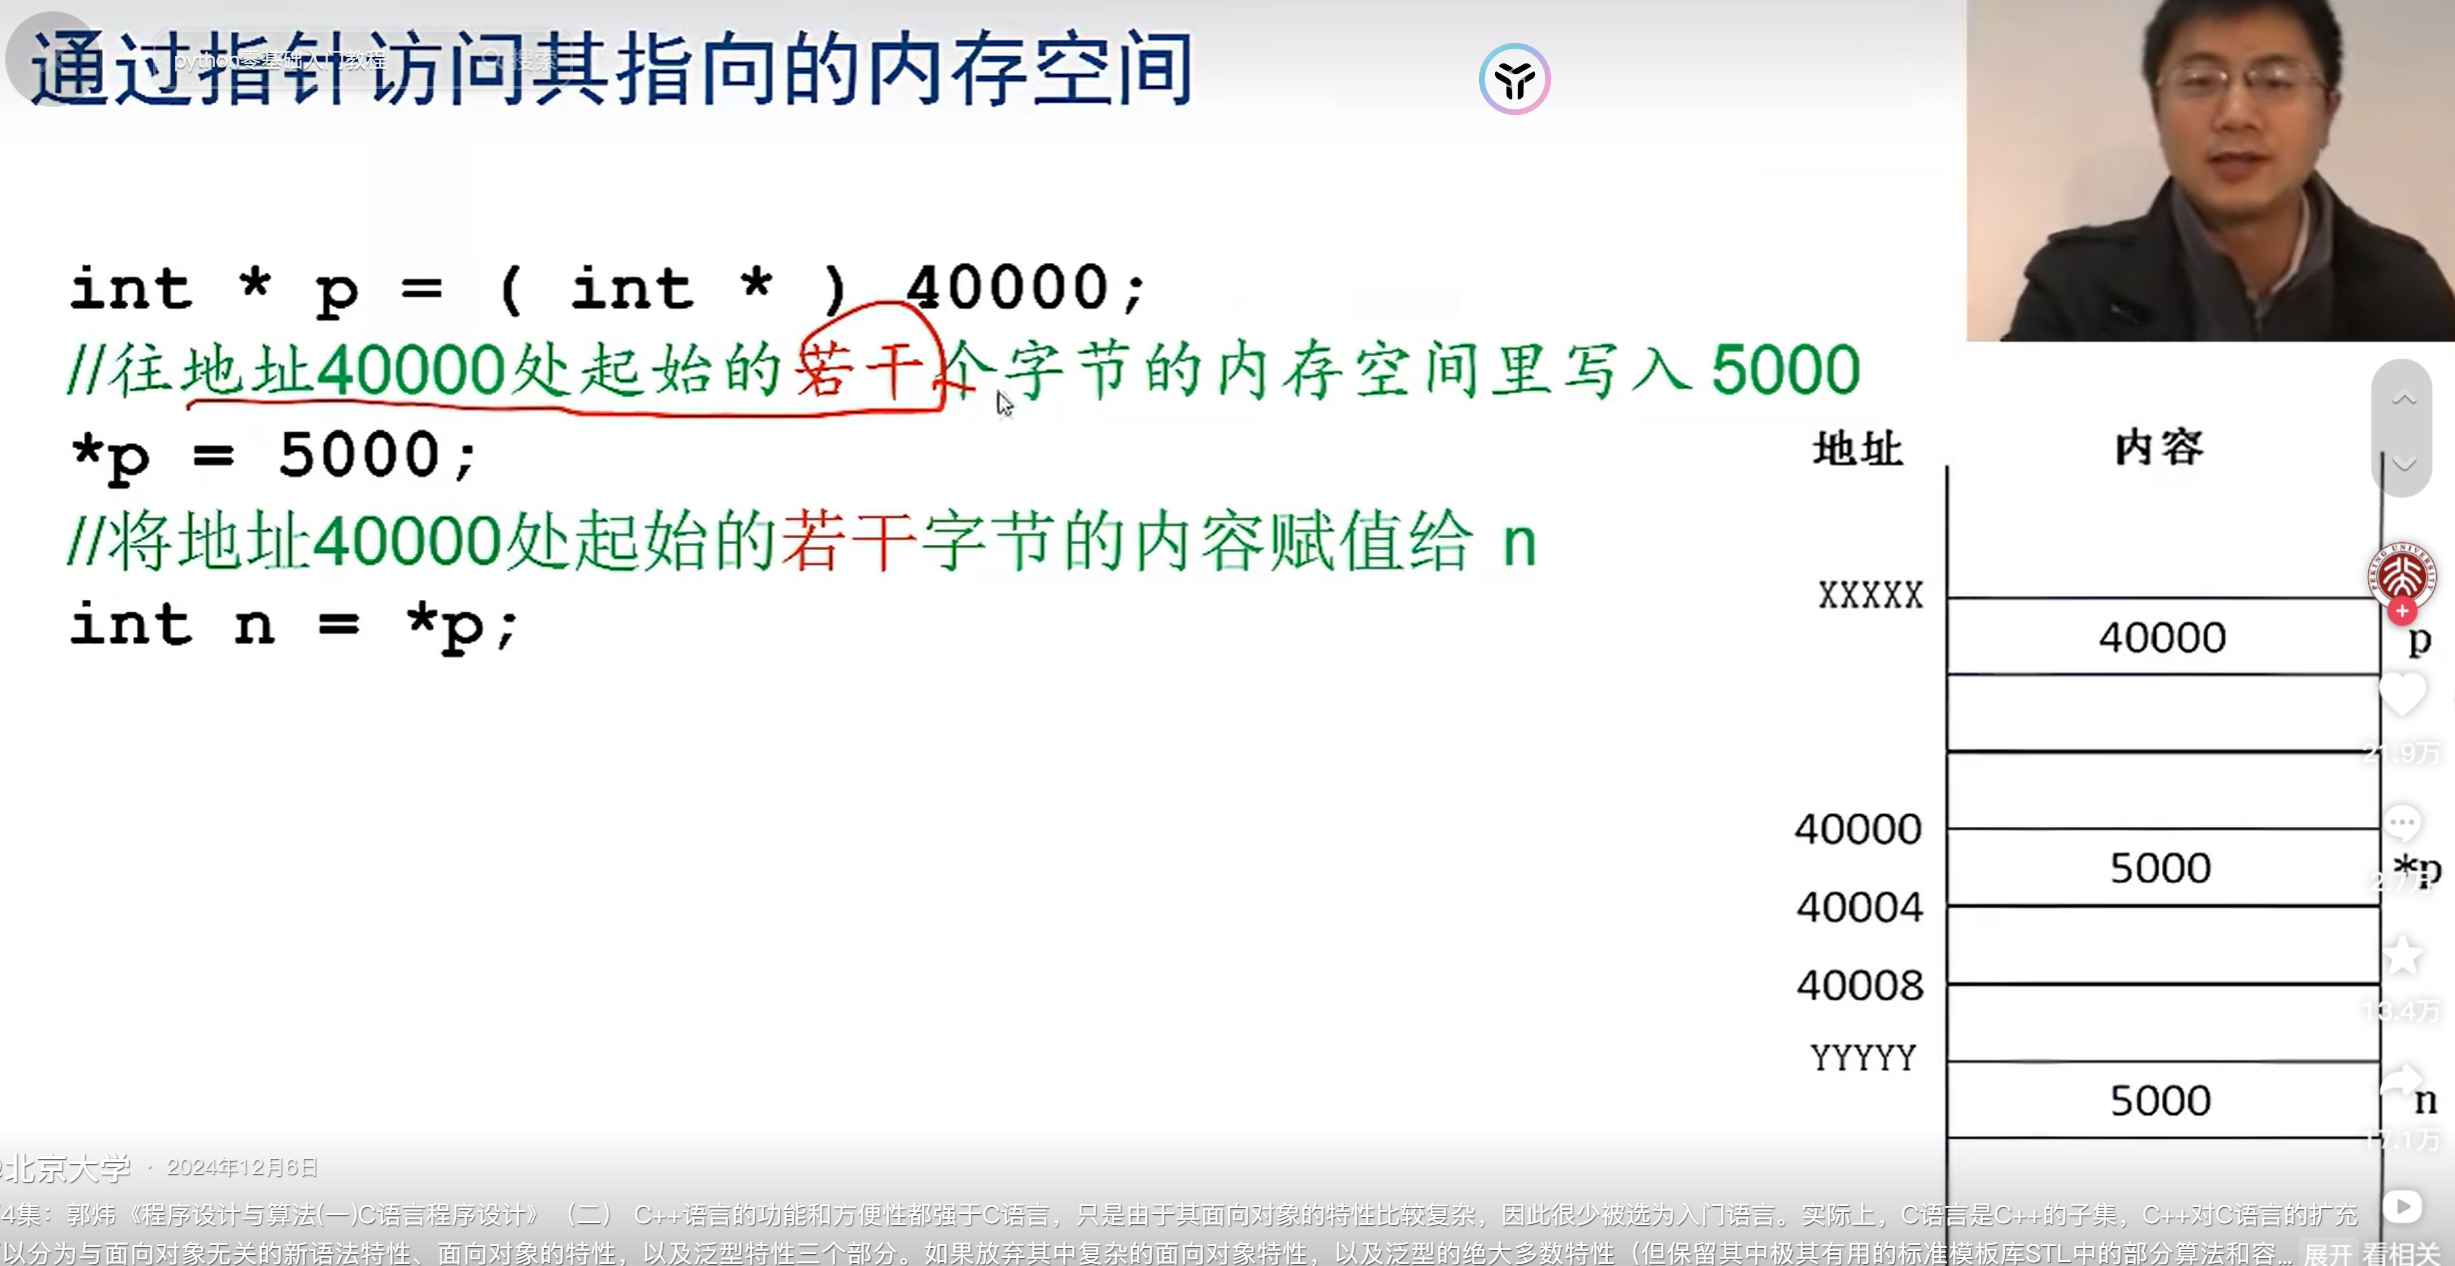 通过指针访问其指向的内存空间
python零基础入门教程
搜索
int * p = ( int * ) 40000;
//往地址40000处起始的若干个字节的内存空间里写入 5000
*p = 5000;
//将地址40000处起始的若干字节的内容赋值给 n
int n = *p;
地址 内容
XXXXX
40000 p
40000
5000 *p
40004
40008
YYYYY
5000 n
PEKING UNIVERSITY
21.9万
2.7万
13.4万
17.1万
北京大学 · 2024年12月6日
4集：郭炜《程序设计与算法(一)C语言程序设计》（二） C++语言的功能和方便性都强于C语言，只是由于其面向对象的特性比较复杂，因此很少被选为入门语言。实际上，C语言是C++的子集，C++对C语言的扩充
以分为与面向对象无关的新语法特性、面向对象的特性，以及泛型特性三个部分。如果放弃其中复杂的面向对象特性，以及泛型的绝大多数特性（但保留其中极其有用的标准模板库STL中的部分算法和容... 展开 看相关